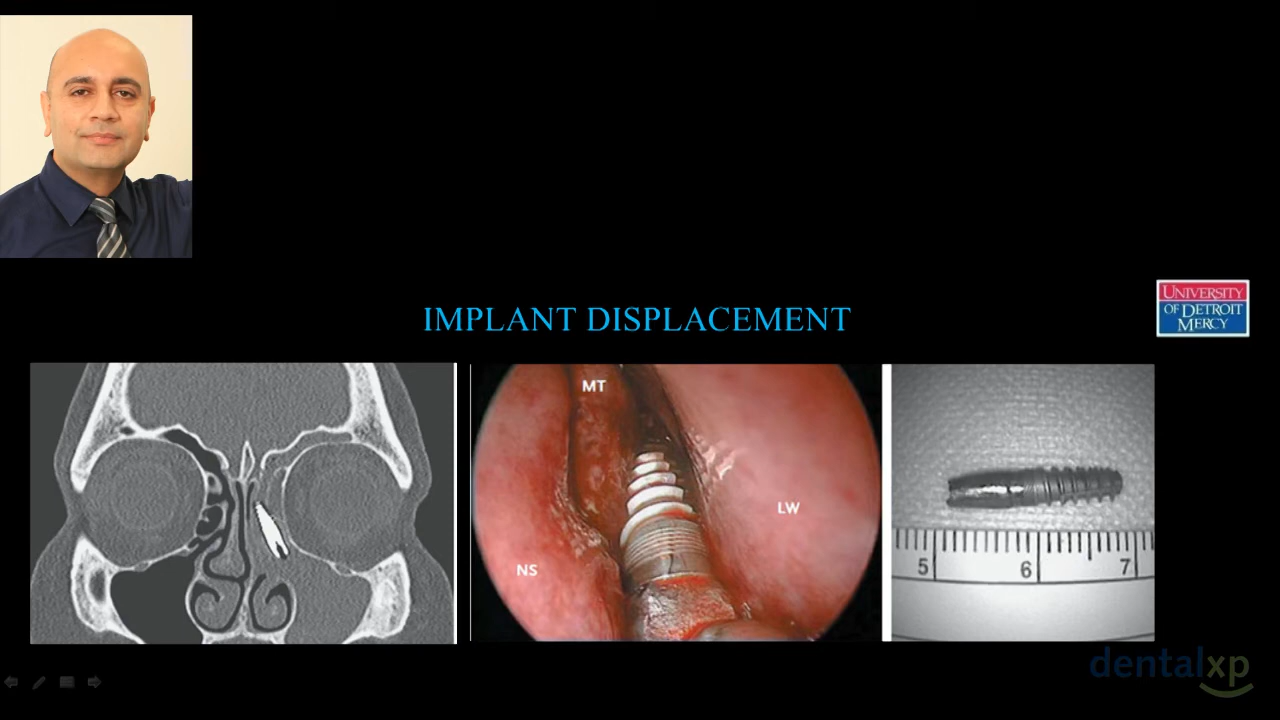 IMPLANT DISPLACEMENT
UNIVERSITY
OF DETROIT
MERCY
MT
LW
NS
5 6 7
dentalxp